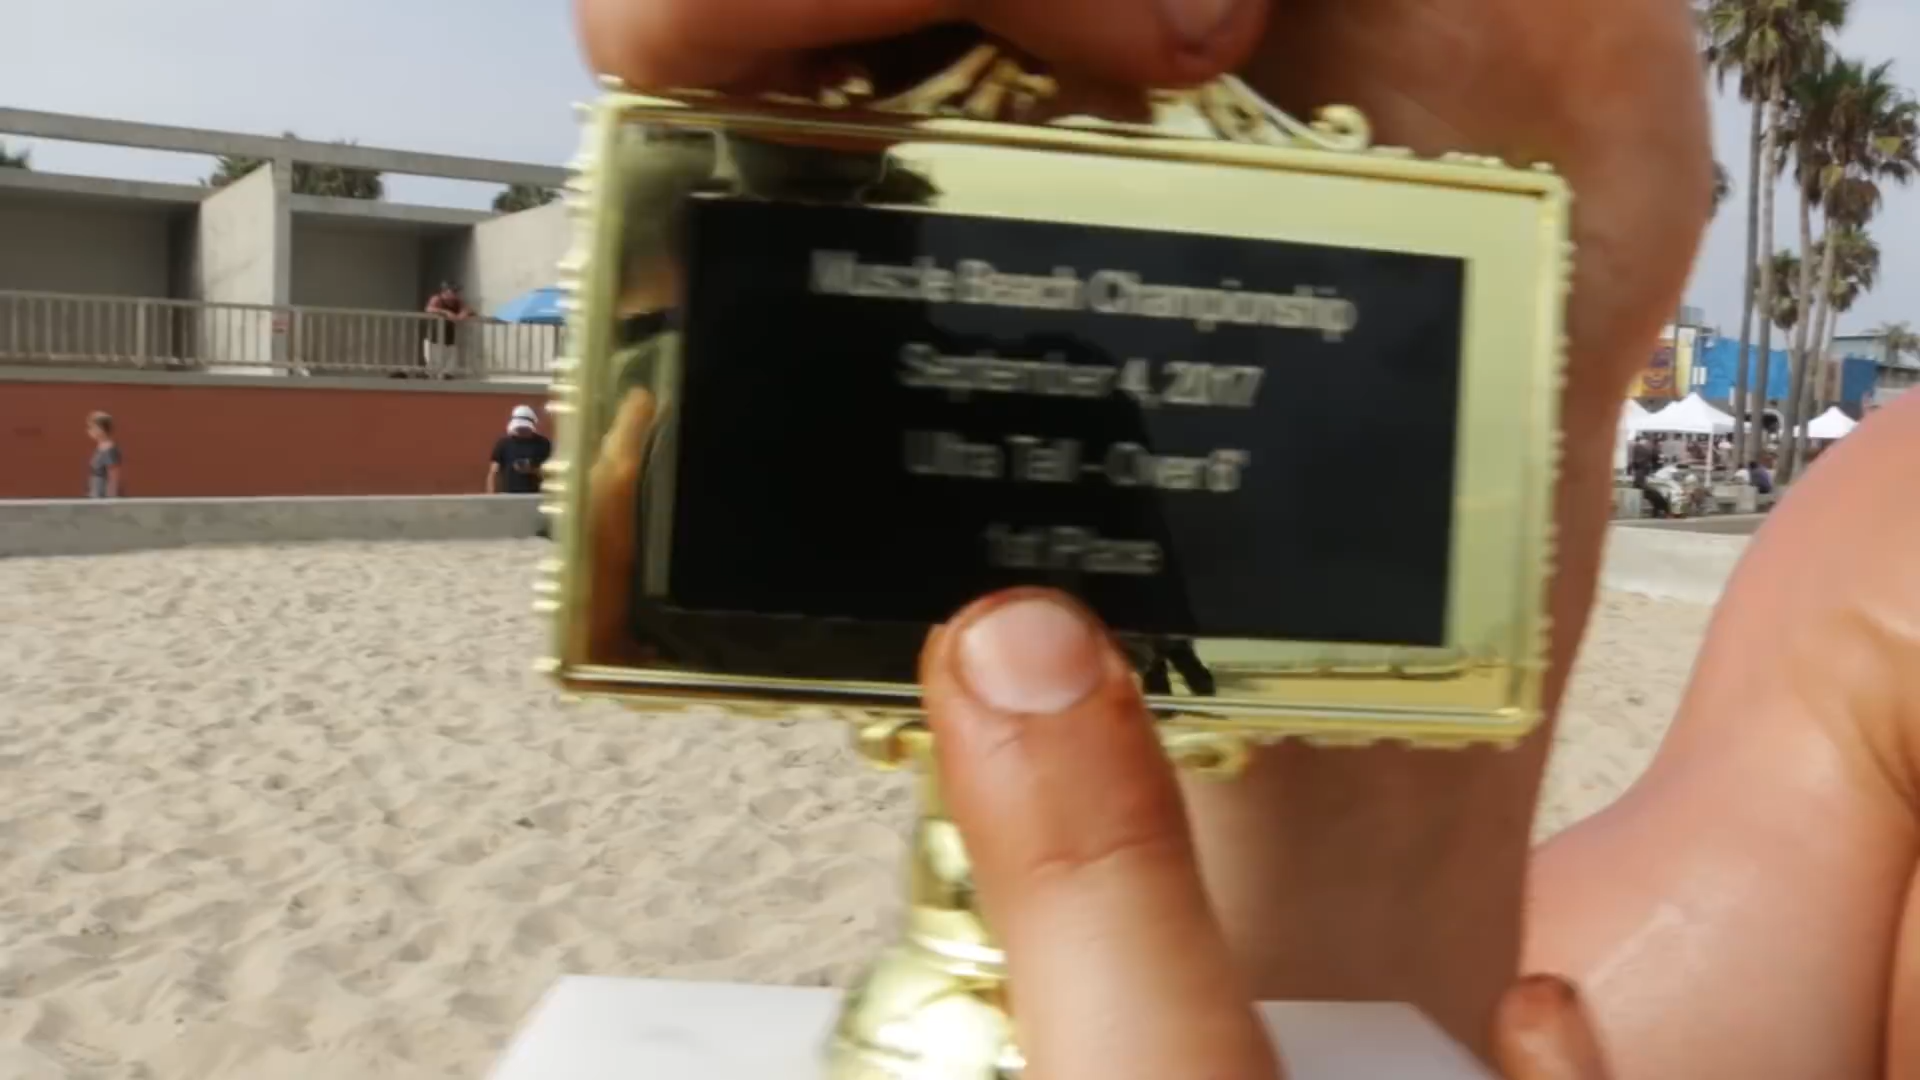 Muscle Beach Championship
September 4, 2017
Ultra Tall - Over 6'
1st Place